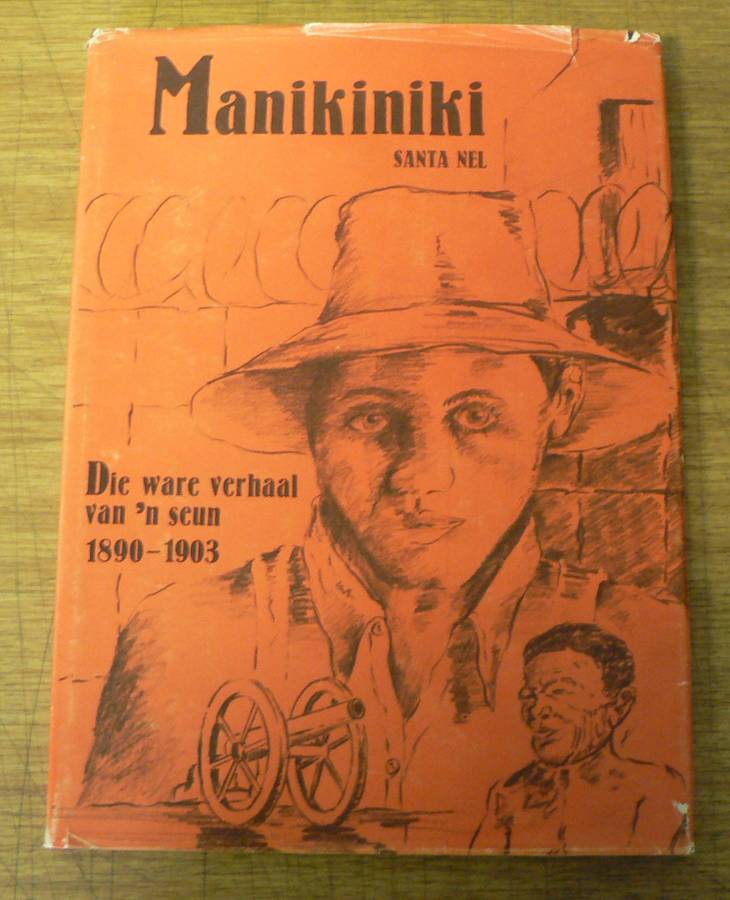 Manikiniki
SANTA NEL
Die ware verhaal
van 'n seun
1890–1903